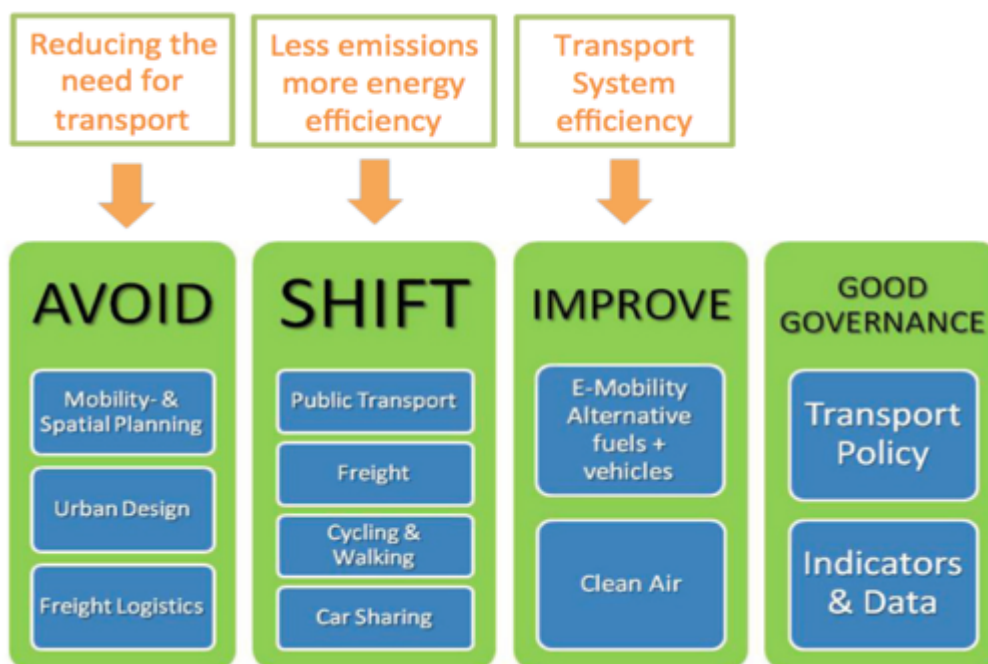 Reducing the
need for
transport
Less emissions
more energy
efficiency
Transport
System
efficiency
AVOID
Mobility- &
Spatial Planning
Urban Design
Freight Logistics
SHIFT
Public Transport
Freight
Cycling &
Walking
Car Sharing
IMPROVE
E-Mobility
Alternative
fuels +
vehicles
Clean Air
GOOD
GOVERNANCE
Transport
Policy
Indicators
& Data